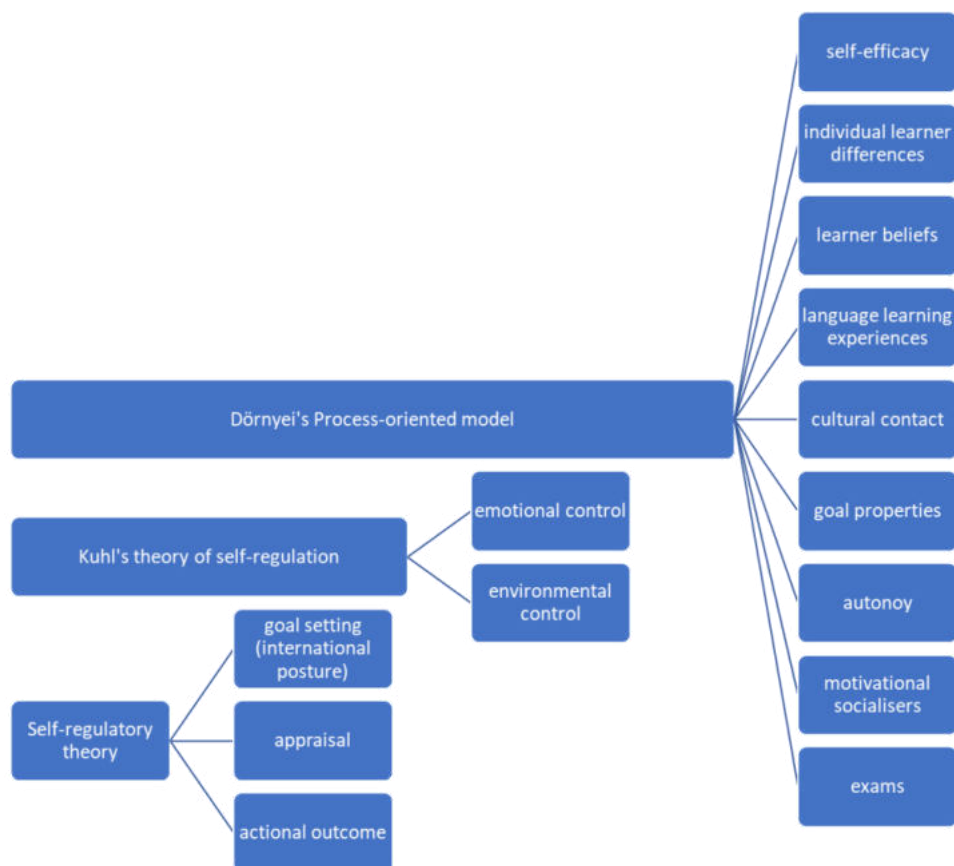 Dörnyei's Process-oriented model
self-efficacy
individual learner
differences
learner beliefs
language learning
experiences
cultural contact
goal properties
autonoy
motivational
socialisers
exams
Kuhl's theory of self-regulation
emotional control
environmental
control
Self-regulatory
theory
goal setting
(international
posture)
appraisal
actional outcome